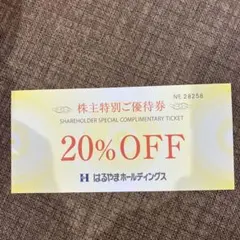 № 28256
株主特別ご優待券
SHAREHOLDER SPECIAL COMPLIMENTARY TICKET
20%OFF
はるやまホールディングス